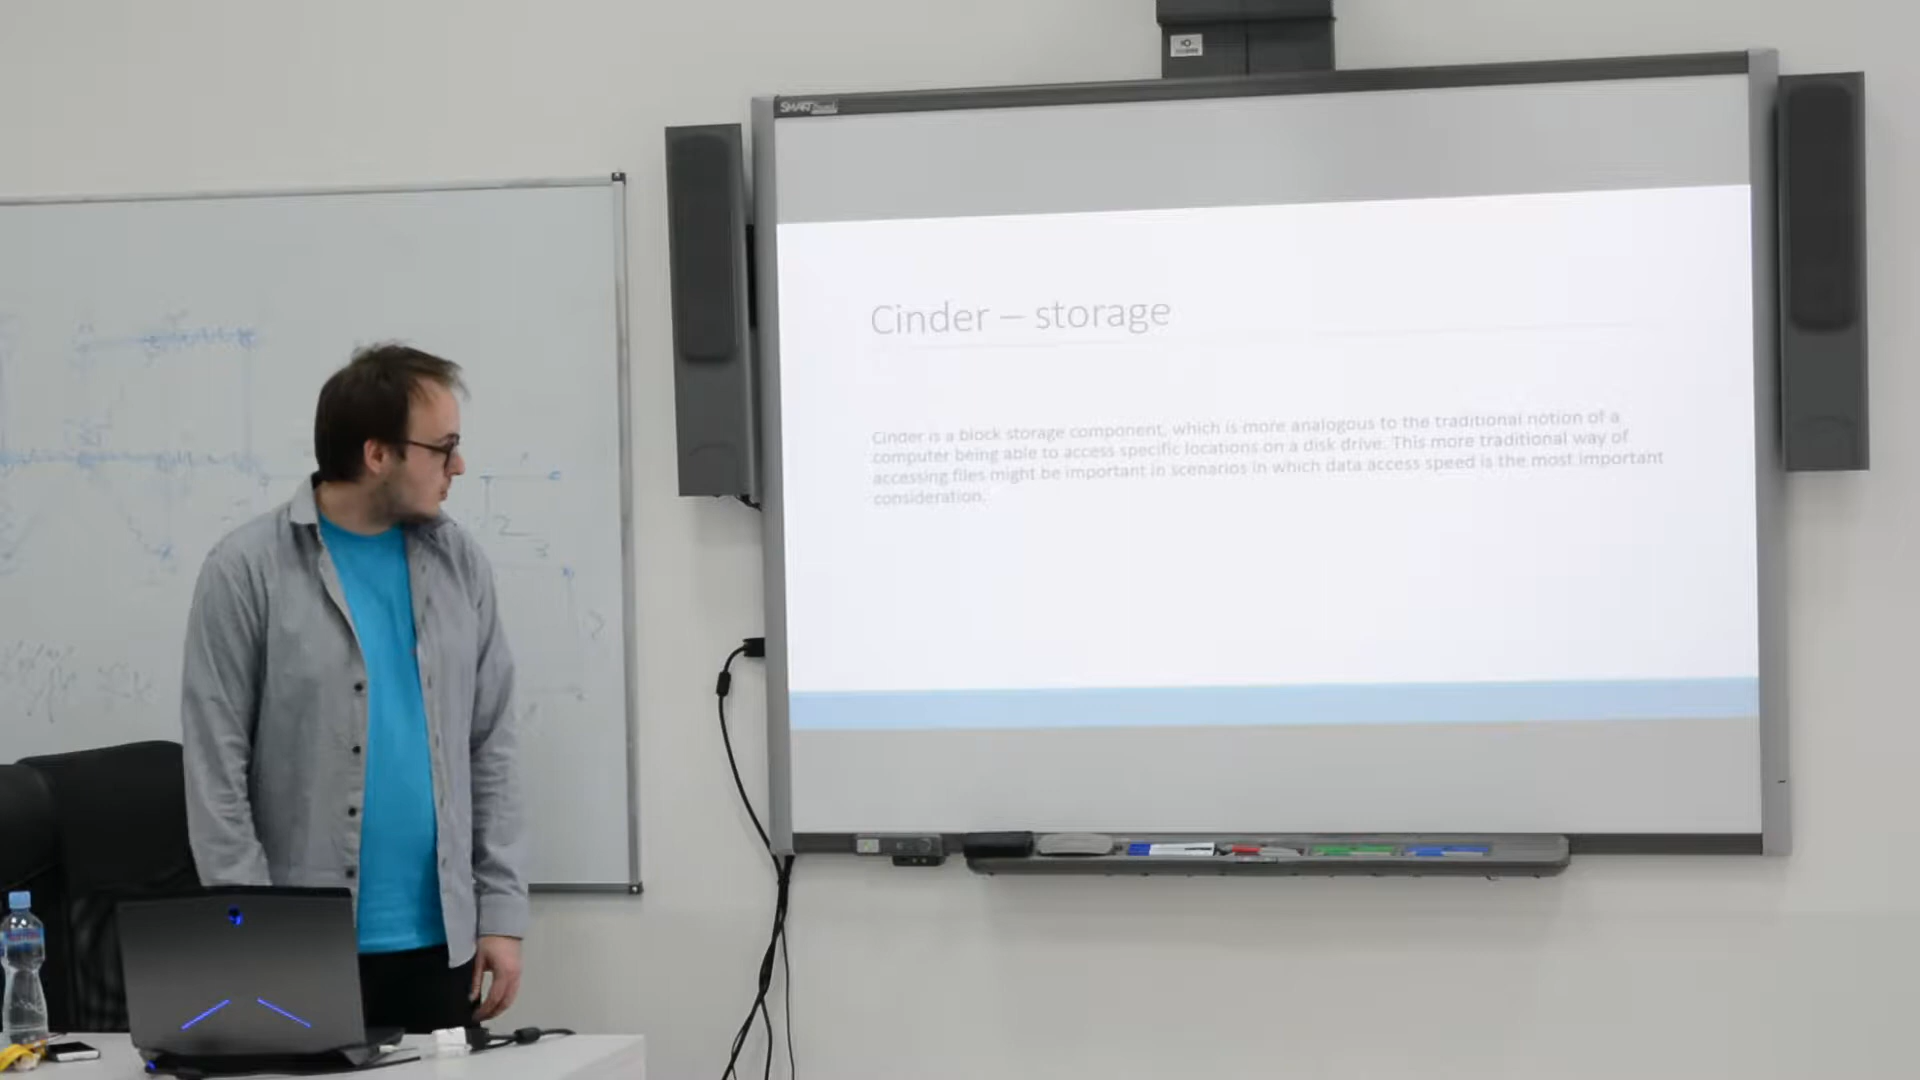 SMART Board
Cinder – storage
Cinder is a block storage component, which is more analogous to the traditional notion of a
computer being able to access specific locations on a disk drive. This more traditional way of
accessing files might be important in scenarios in which data access speed is the most important
consideration.